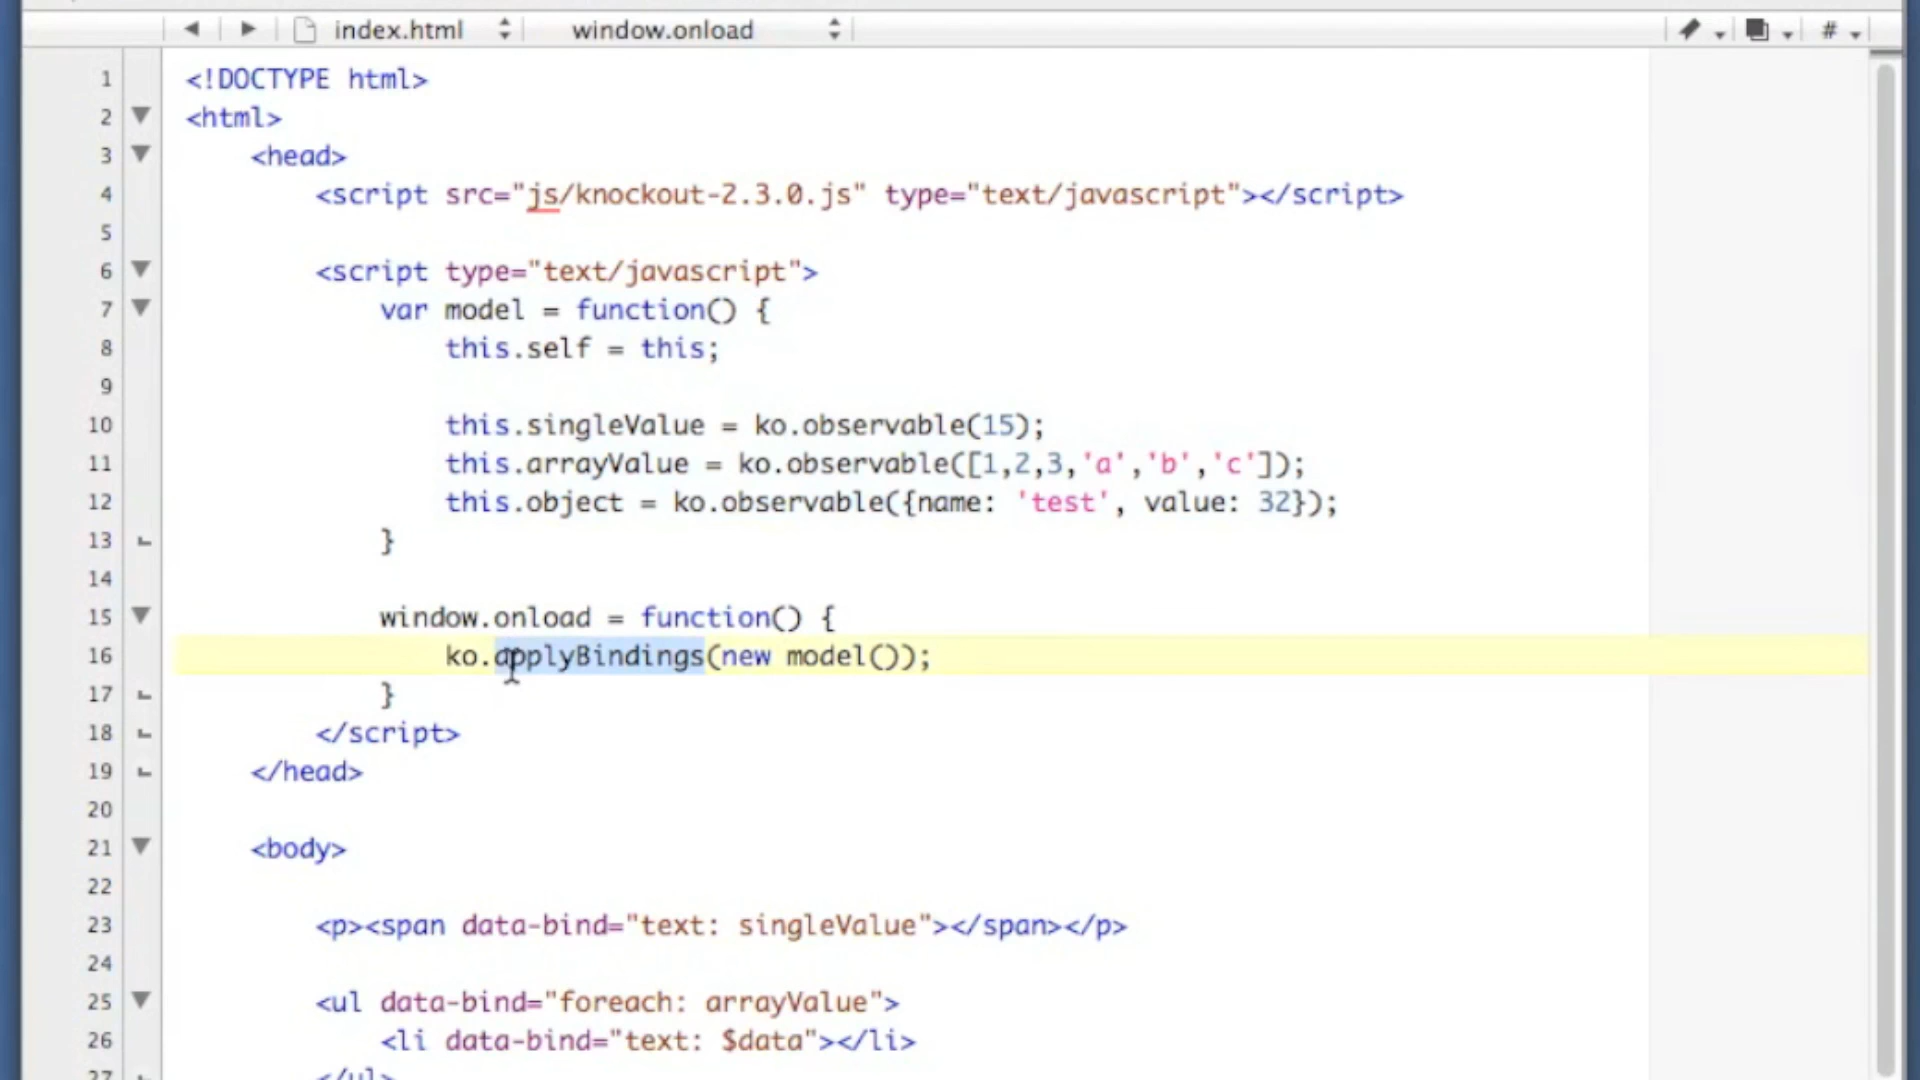 index.html window.onload #
1 <!DOCTYPE html>
2 <html>
3 <head>
4 <script src="js/knockout-2.3.0.js" type="text/javascript"></script>
5
6 <script type="text/javascript">
7 var model = function() {
8 this.self = this;
9
10 this.singleValue = ko.observable(15);
11 this.arrayValue = ko.observable([1,2,3,'a','b','c']);
12 this.object = ko.observable({name: 'test', value: 32});
13 }
14
15 window.onload = function() {
16 ko.applyBindings(new model());
17 }
18 </script>
19 </head>
20
21 <body>
22
23 <p><span data-bind="text: singleValue"></span></p>
24
25 <ul data-bind="foreach: arrayValue">
26 <li data-bind="text: $data"></li>
27 </ul>